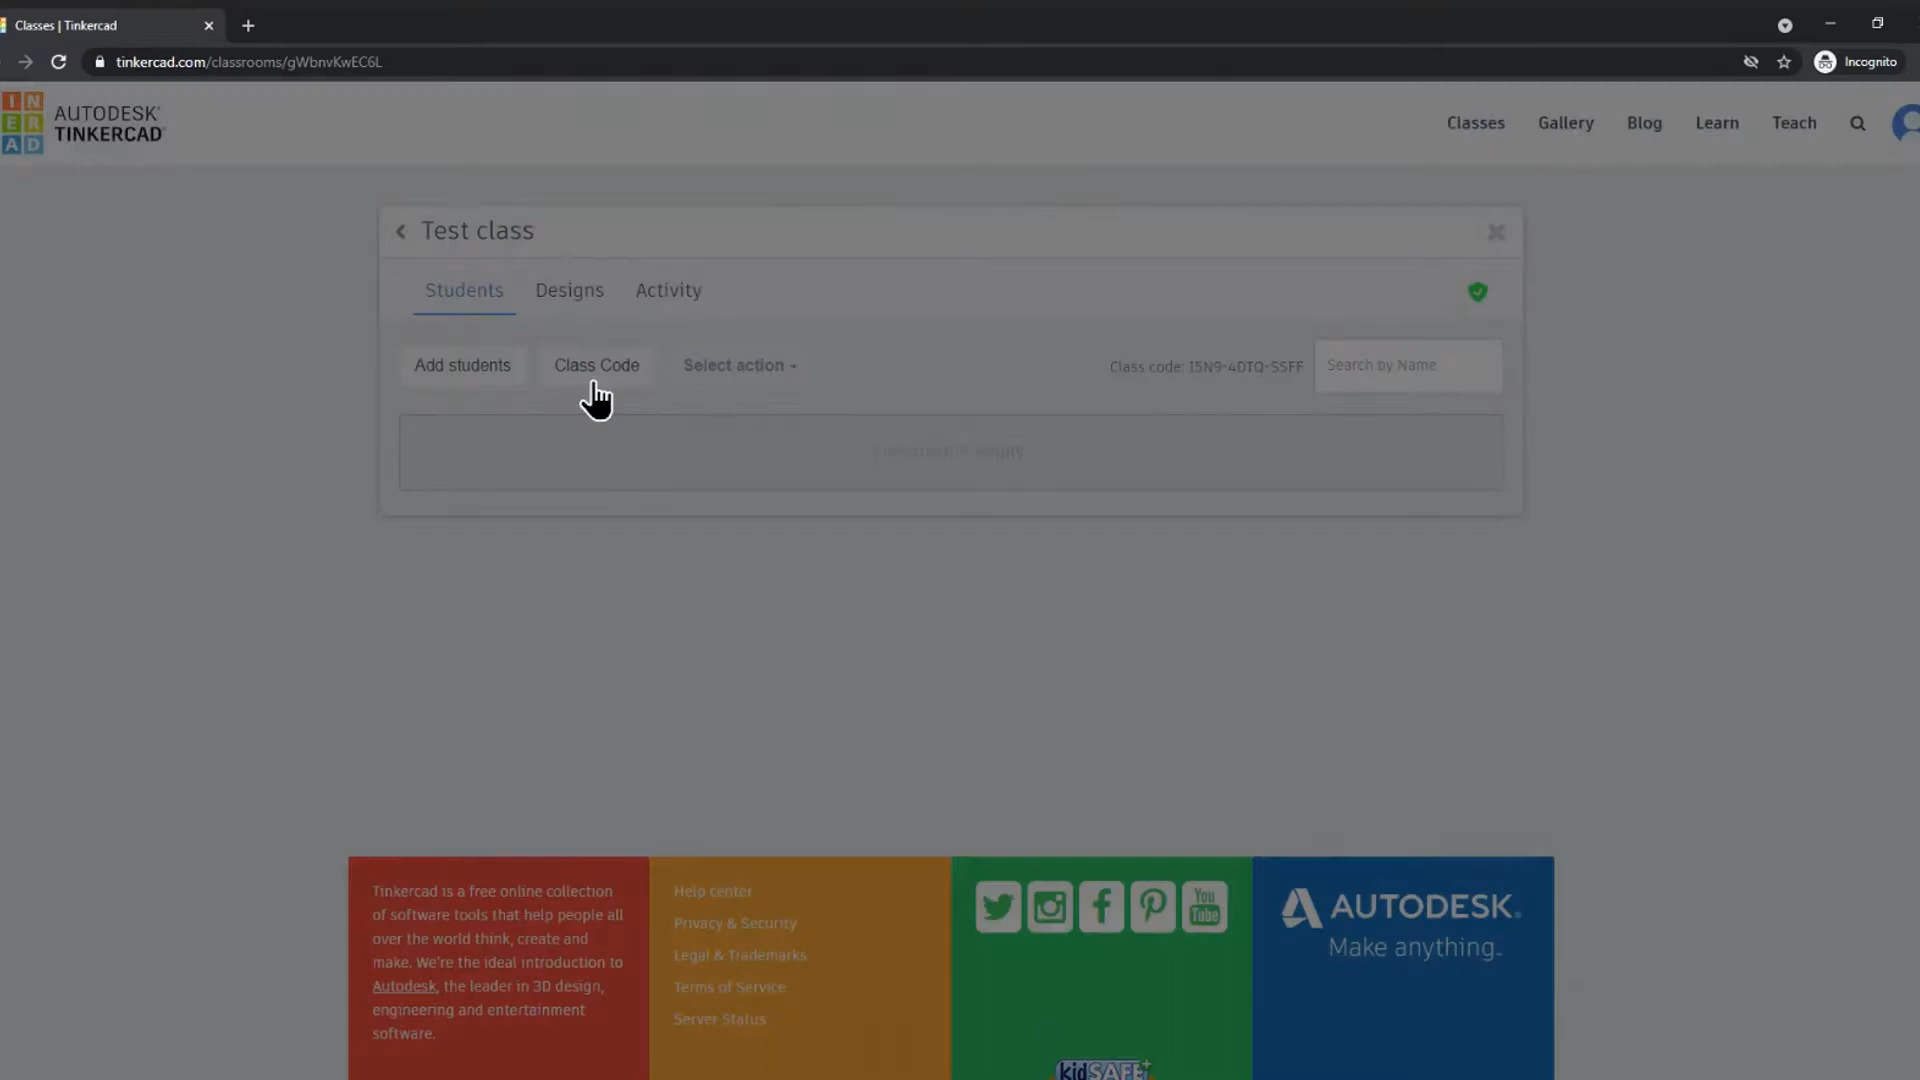 Classes | Tinkercad
tinkercad.com/classrooms/gWbnvKwEC6L
Incognito
I N
E R
A D
AUTODESK
TINKERCAD
Classes
Gallery
Blog
Learn
Teach
Test class
Students
Designs
Activity
Add students
Class Code
Select action
Class code: I5N9-4DTQ-SSFF
Search by Name
Tinkercad is a free online collection
of software tools that help people all
over the world think, create and
make. We're the ideal introduction to
Autodesk, the leader in 3D design,
engineering and entertainment
software.
Help center
Privacy & Security
Legal & Trademarks
Terms of Service
Server Status
You
Tube
kidSAFE+
AUTODESK.
Make anything.